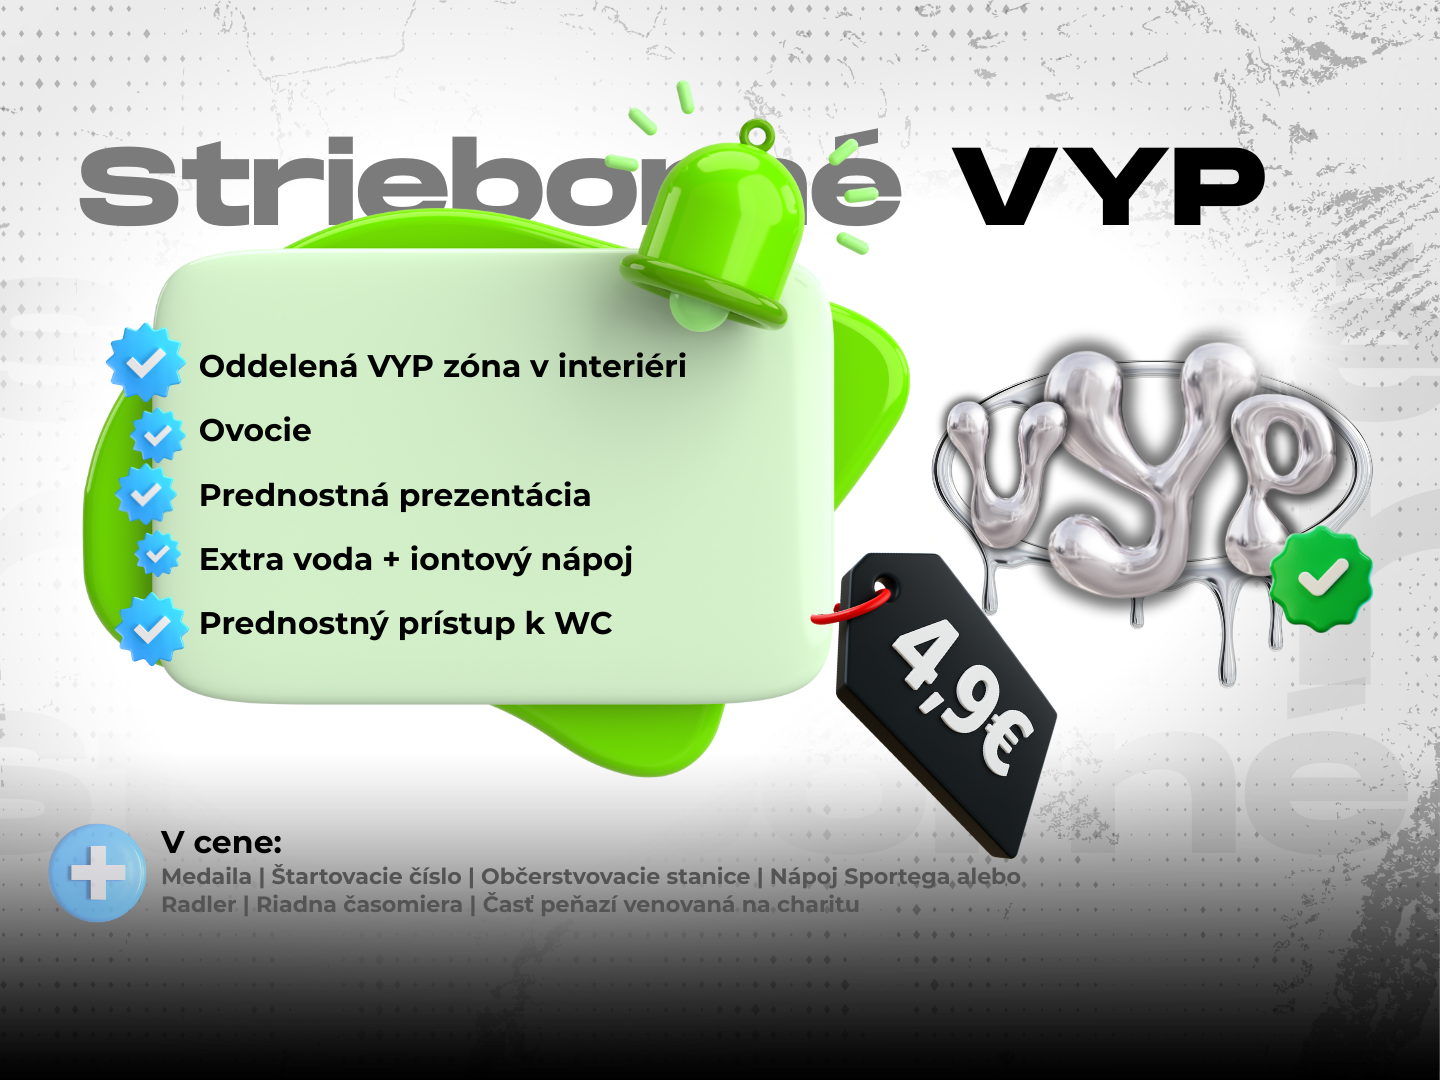 Strieborné VYP
Oddelená VYP zóna v interiéri
Ovocie
Prednostná prezentácia
Extra voda + iontový nápoj
Prednostný prístup k WC
VYP
4,9€
V cene:
Medaila | Štartovacie číslo | Občerstvovacie stanice | Nápoj Sportega alebo
Radler | Riadna časomiera | Časť peňazí venovaná na charitu